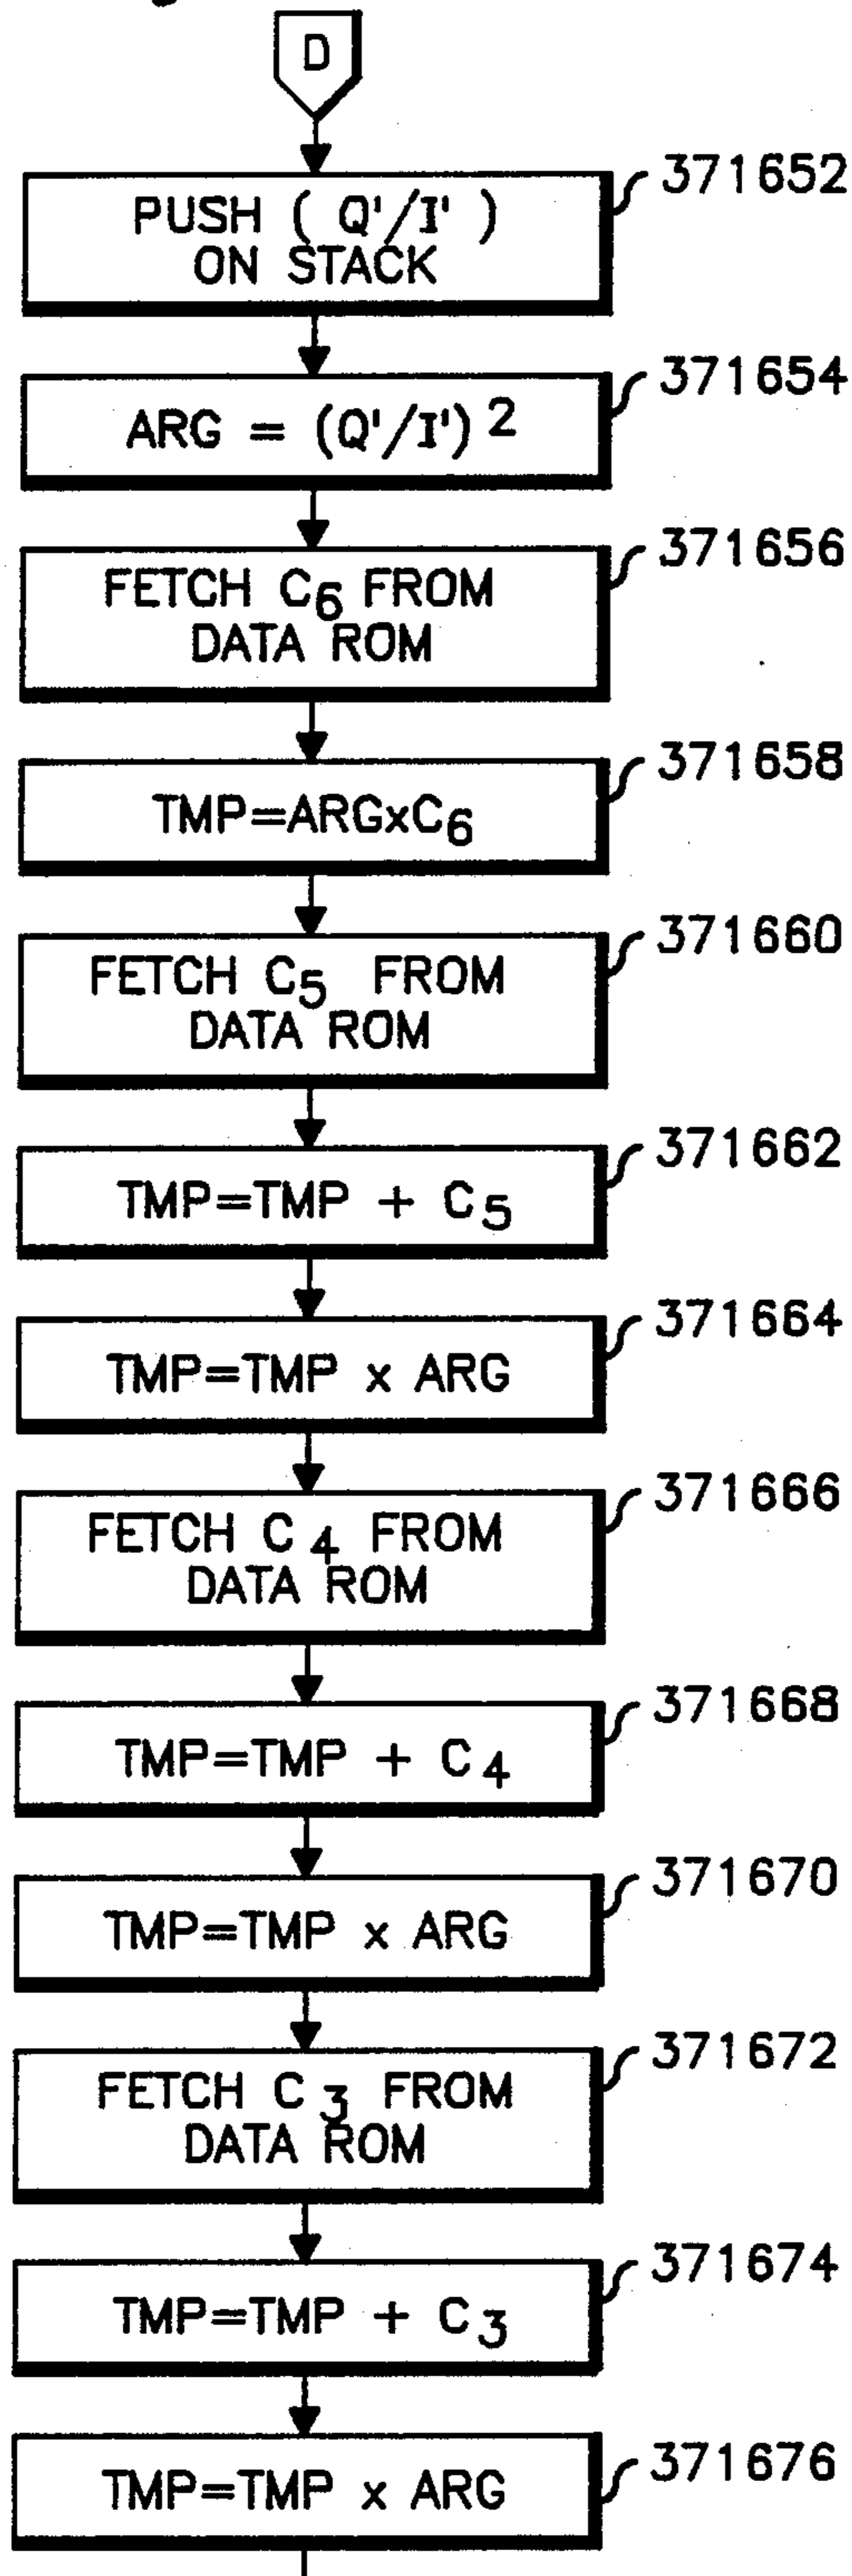 D
371652
PUSH ( Q'/I' )
ON STACK
371654
ARG = (Q'/I')²
371656
FETCH C₆ FROM
DATA ROM
371658
TMP=ARGxC₆
371660
FETCH C₅ FROM
DATA ROM
371662
TMP=TMP + C₅
371664
TMP=TMP x ARG
371666
FETCH C₄ FROM
DATA ROM
371668
TMP=TMP + C₄
371670
TMP=TMP x ARG
371672
FETCH C₃ FROM
DATA ROM
371674
TMP=TMP + C₃
371676
TMP=TMP x ARG